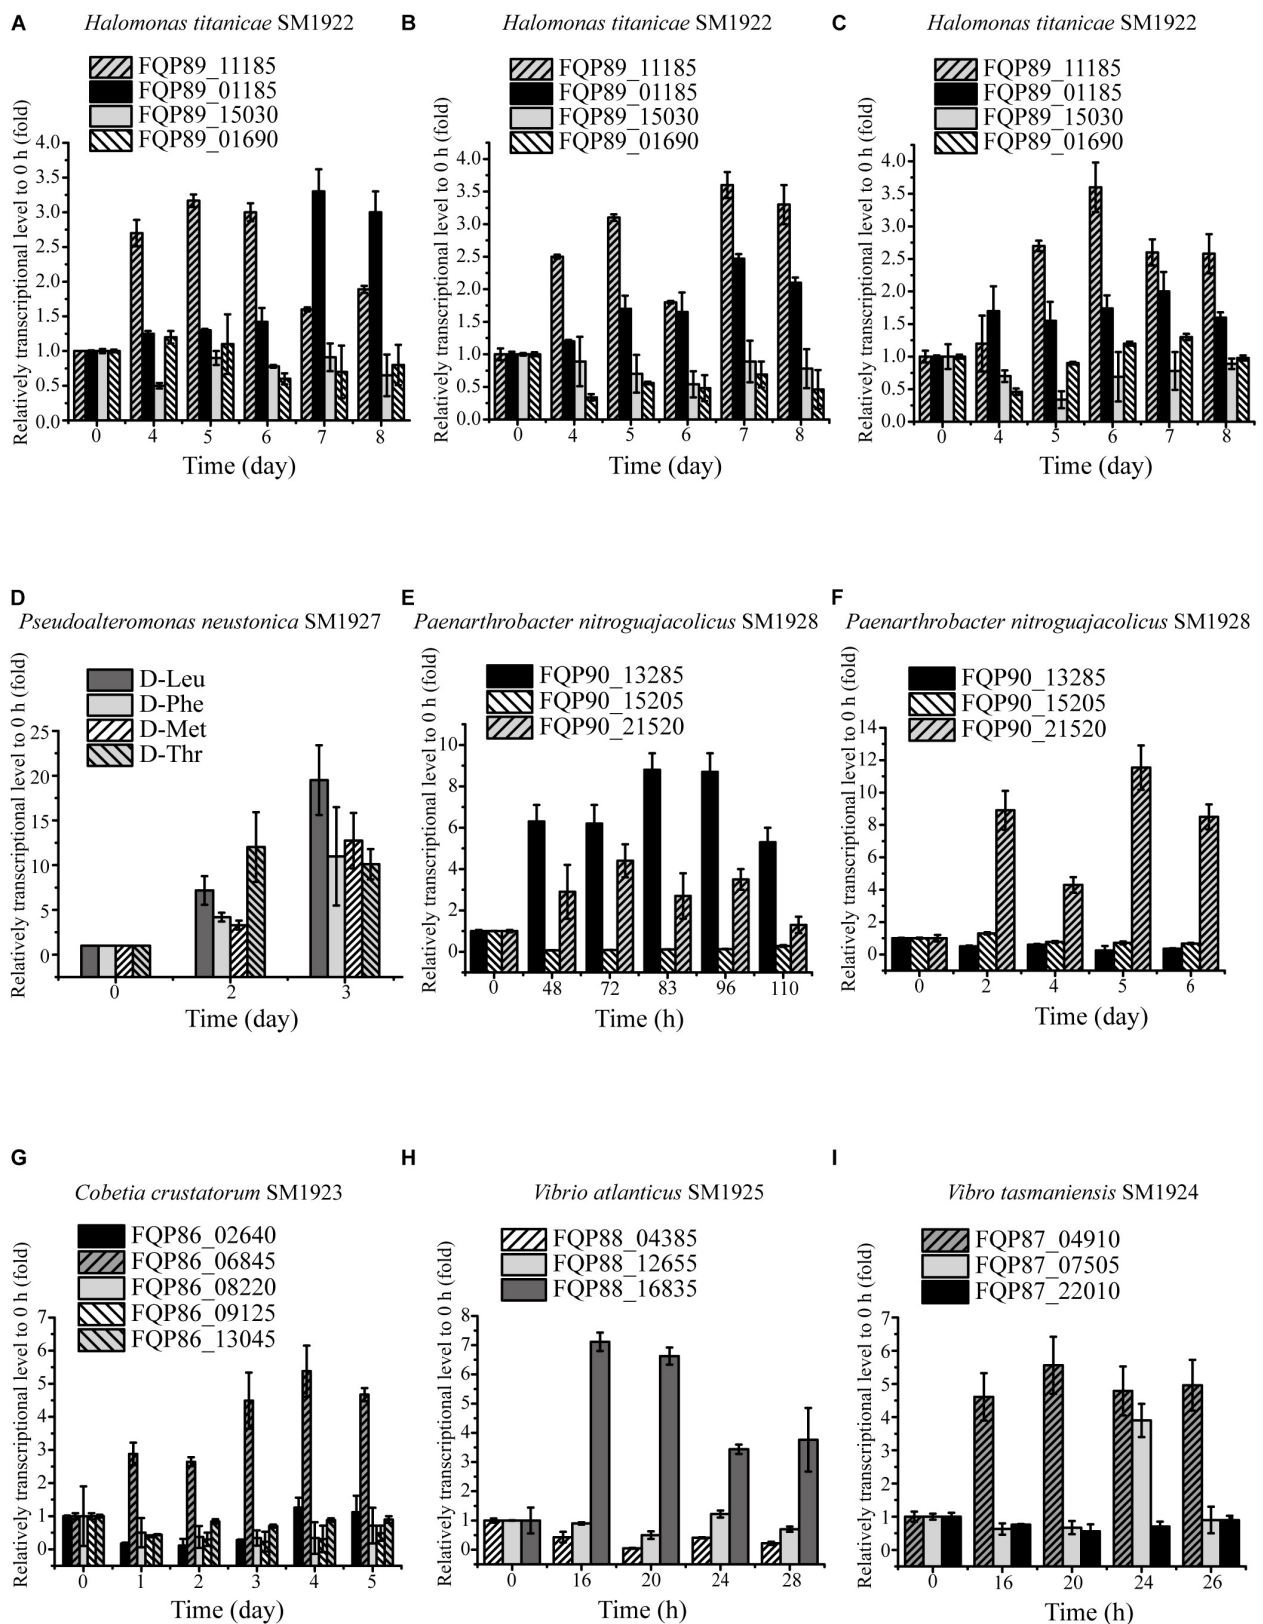 A
Halomonas titanicae SM1922
FQP89_11185
FQP89_01185
FQP89_15030
FQP89_01690
Relatively transcriptional level to 0 h (fold)
4.0
3.5
3.0
2.5
2.0
1.5
1.0
0.5
0.0
0 4 5 6 7 8
Time (day)
B
Halomonas titanicae SM1922
FQP89_11185
FQP89_01185
FQP89_15030
FQP89_01690
Relatively transcriptional level to 0 h (fold)
4.0
3.5
3.0
2.5
2.0
1.5
1.0
0.5
0.0
0 4 5 6 7 8
Time (day)
C
Halomonas titanicae SM1922
FQP89_11185
FQP89_01185
FQP89_15030
FQP89_01690
Relatively transcriptional level to 0 h (fold)
4.0
3.5
3.0
2.5
2.0
1.5
1.0
0.5
0.0
0 4 5 6 7 8
Time (day)
D
Pseudoalteromonas neustonica SM1927
D-Leu
D-Phe
D-Met
D-Thr
Relatively transcriptional level to 0 h (fold)
25
20
15
10
5
0
0 2 3
Time (day)
E
Paenarthrobacter nitroguajacolicus SM1928
FQP90_13285
FQP90_15205
FQP90_21520
Relatively transcriptional level to 0 h (fold)
10
8
6
4
2
0
0 48 72 83 96 110
Time (h)
F
Paenarthrobacter nitroguajacolicus SM1928
FQP90_13285
FQP90_15205
FQP90_21520
Relatively transcriptional level to 0 h (fold)
14
12
10
8
6
4
2
0
0 2 4 5 6
Time (day)
G
Cobetia crustatorum SM1923
FQP86_02640
FQP86_06845
FQP86_08220
FQP86_09125
FQP86_13045
Relatively transcriptional level to 0 h (fold)
7
6
5
4
3
2
1
0
0 1 2 3 4 5
Time (day)
H
Vibrio atlanticus SM1925
FQP88_04385
FQP88_12655
FQP88_16835
Relatively transcriptional level to 0 h (fold)
8
7
6
5
4
3
2
1
0
0 16 20 24 28
Time (h)
I
Vibro tasmaniensis SM1924
FQP87_04910
FQP87_07505
FQP87_22010
Relatively transcriptional level to 0 h (fold)
7
6
5
4
3
2
1
0
0 16 20 24 26
Time (h)